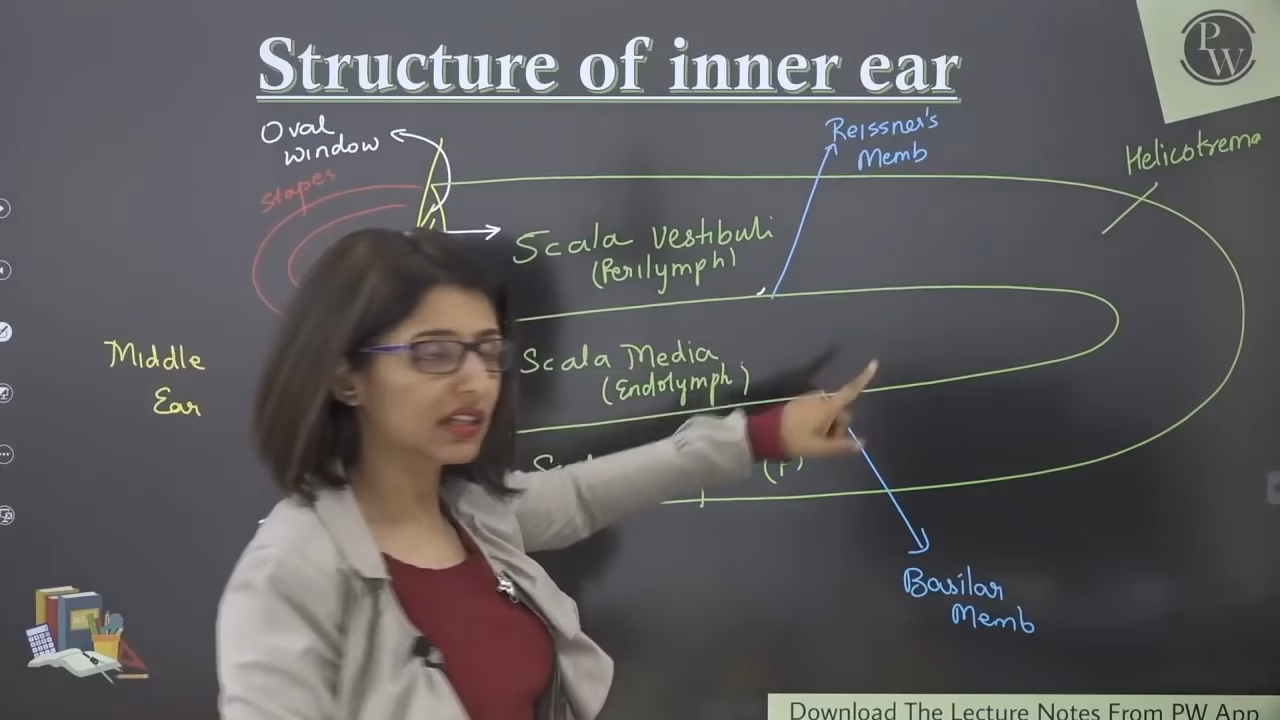 Structure of inner ear
PW
Oval
window
Stapes
Reissner's
Memb
Helicotrema
Scala Vestibuli
(Perilymph)
Middle
Ear
Scala Media
(Endolymph)
(P)
Basilar
Memb
Download The Lecture Notes From PW App